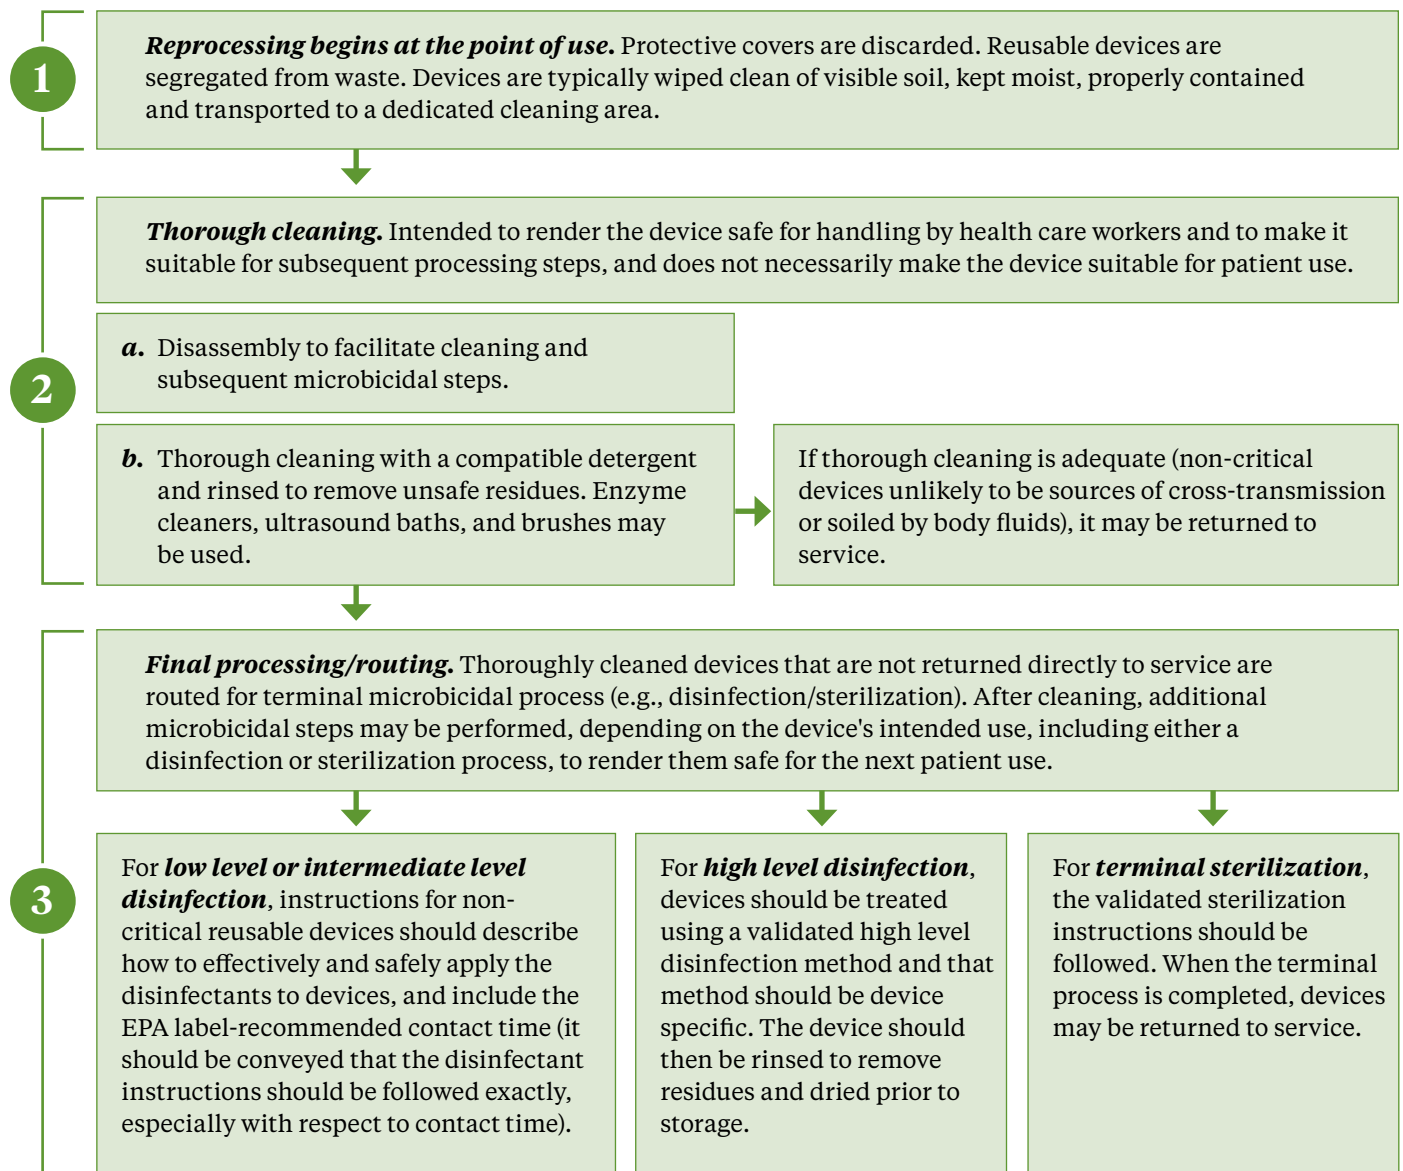 1
Reprocessing begins at the point of use. Protective covers are discarded. Reusable devices are
segregated from waste. Devices are typically wiped clean of visible soil, kept moist, properly contained
and transported to a dedicated cleaning area.
2
Thorough cleaning. Intended to render the device safe for handling by health care workers and to make it
suitable for subsequent processing steps, and does not necessarily make the device suitable for patient use.
a. Disassembly to facilitate cleaning and
subsequent microbicidal steps.
b. Thorough cleaning with a compatible detergent
and rinsed to remove unsafe residues. Enzyme
cleaners, ultrasound baths, and brushes may
be used.
If thorough cleaning is adequate (non-critical
devices unlikely to be sources of cross-transmission
or soiled by body fluids), it may be returned to
service.
3
Final processing/routing. Thoroughly cleaned devices that are not returned directly to service are
routed for terminal microbicidal process (e.g., disinfection/sterilization). After cleaning, additional
microbicidal steps may be performed, depending on the device's intended use, including either a
disinfection or sterilization process, to render them safe for the next patient use.
For low level or intermediate level
disinfection, instructions for non-
critical reusable devices should describe
how to effectively and safely apply the
disinfectants to devices, and include the
EPA label-recommended contact time (it
should be conveyed that the disinfectant
instructions should be followed exactly,
especially with respect to contact time).
For high level disinfection,
devices should be treated
using a validated high level
disinfection method and that
method should be device
specific. The device should
then be rinsed to remove
residues and dried prior to
storage.
For terminal sterilization,
the validated sterilization
instructions should be
followed. When the terminal
process is completed, devices
may be returned to service.